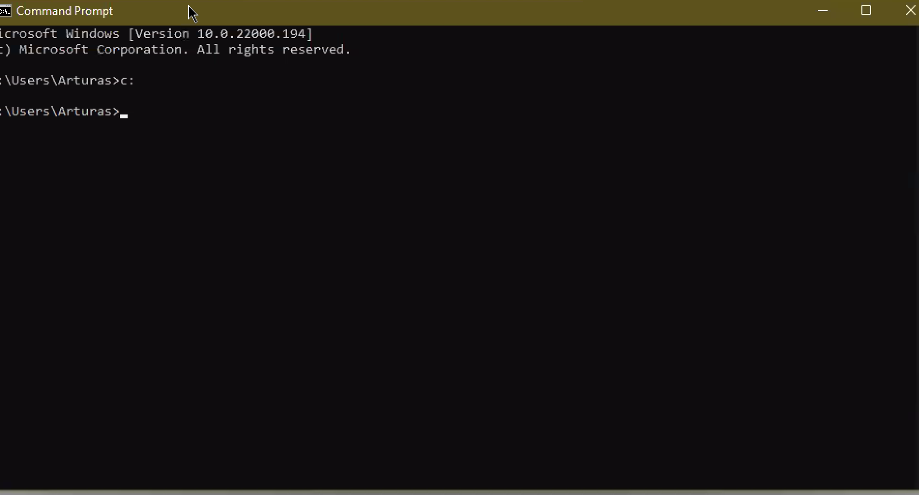 Command Prompt
icrosoft Windows [Version 10.0.22000.194]
c) Microsoft Corporation. All rights reserved.
:\Users\Arturas>c:
:\Users\Arturas>